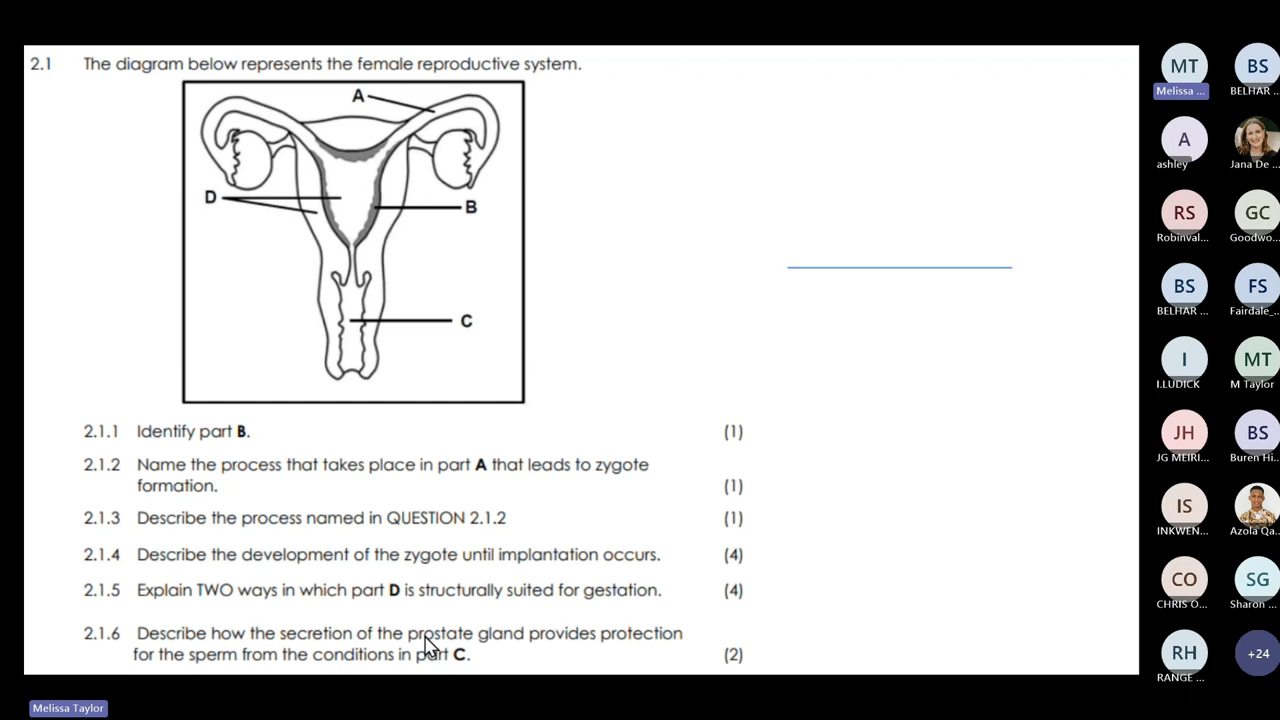 2.1 The diagram below represents the female reproductive system.
A
D
B
C
2.1.1 Identify part B. (1)
2.1.2 Name the process that takes place in part A that leads to zygote
formation. (1)
2.1.3 Describe the process named in QUESTION 2.1.2 (1)
2.1.4 Describe the development of the zygote until implantation occurs. (4)
2.1.5 Explain TWO ways in which part D is structurally suited for gestation. (4)
2.1.6 Describe how the secretion of the prostate gland provides protection
for the sperm from the conditions in part C. (2)
MT BS
Melissa ... BELHAR ...
A
ashley Jana De ...
RS GC
Robinval... Goodwo...
BS FS
BELHAR ... Fairdale_...
I MT
I.LUDICK M Taylor
JH BS
JG MEIRI... Buren Hi...
IS
INKWEN... Azola Qa...
CO SG
CHRIS O... Sharon ...
RH +24
RANGE ...
Melissa Taylor